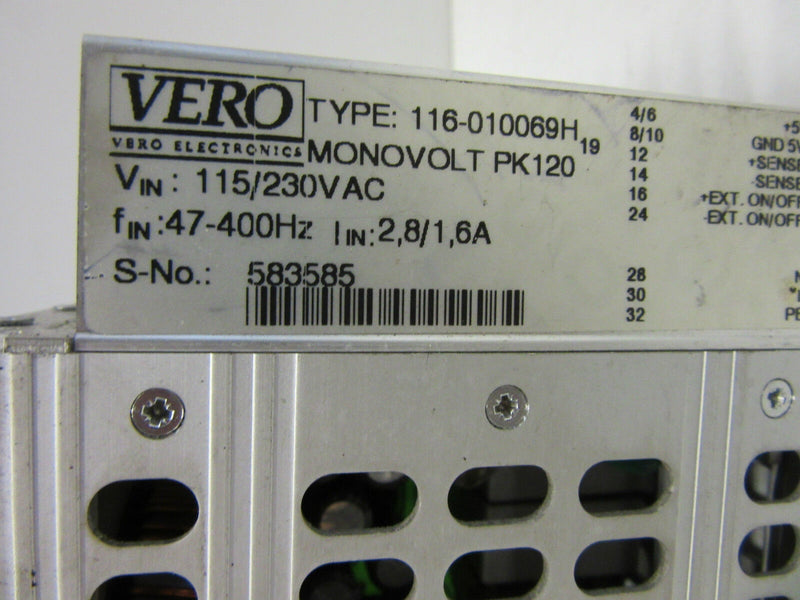 VERO
VERO ELECTRONICS
TYPE: 116-010069H
19
MONOVOLT PK120
VIN: 115/230VAC
fIN:47-400Hz IIN:2,8/1,6A
S-No.: 583585
4/6 +5
8/10 GND 5V
12 +SENSE
14 -SENSE
16 +EXT. ON/OFF
24 -EXT. ON/OFF
28 N
30
32 PE